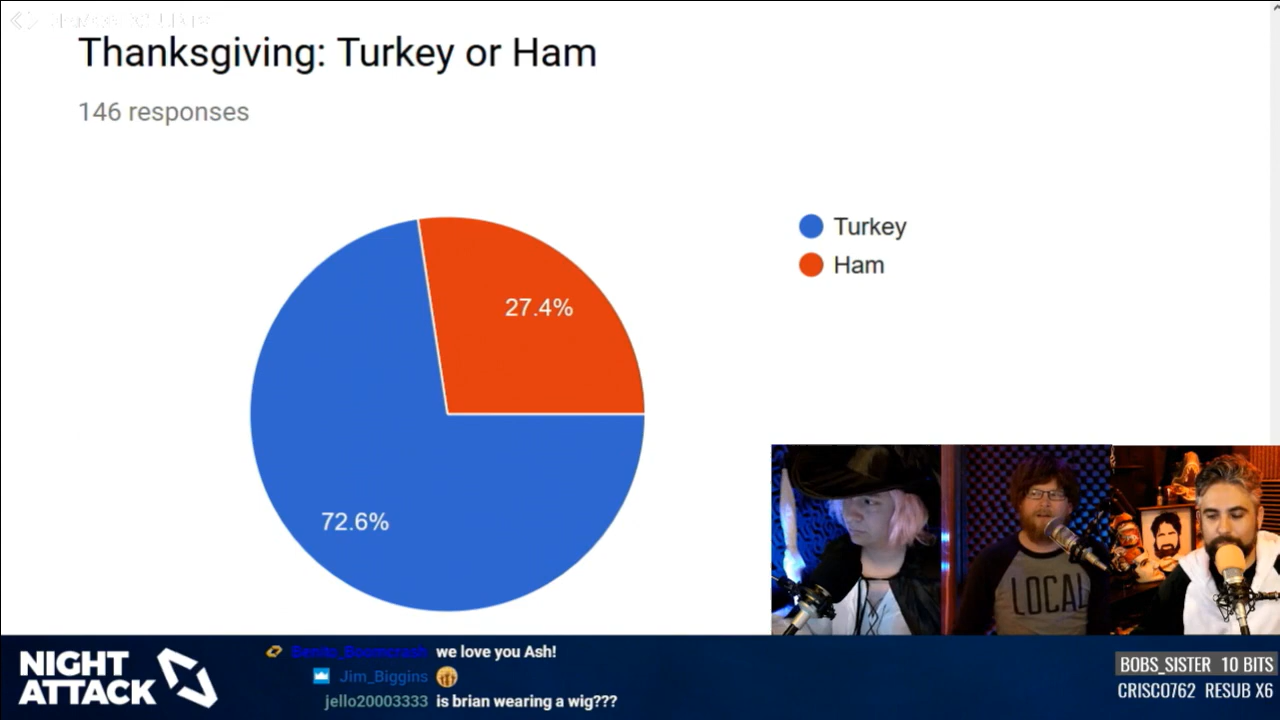 Thanksgiving: Turkey or Ham
146 responses
Turkey
Ham
27.4%
72.6%
LOCAL
NIGHT
ATTACK
Benito_Boomcrash we love you Ash!
Jim_Biggins
jello20003333 is brian wearing a wig???
BOBS_SISTER 10 BITS
CRISCO762 RESUB X6